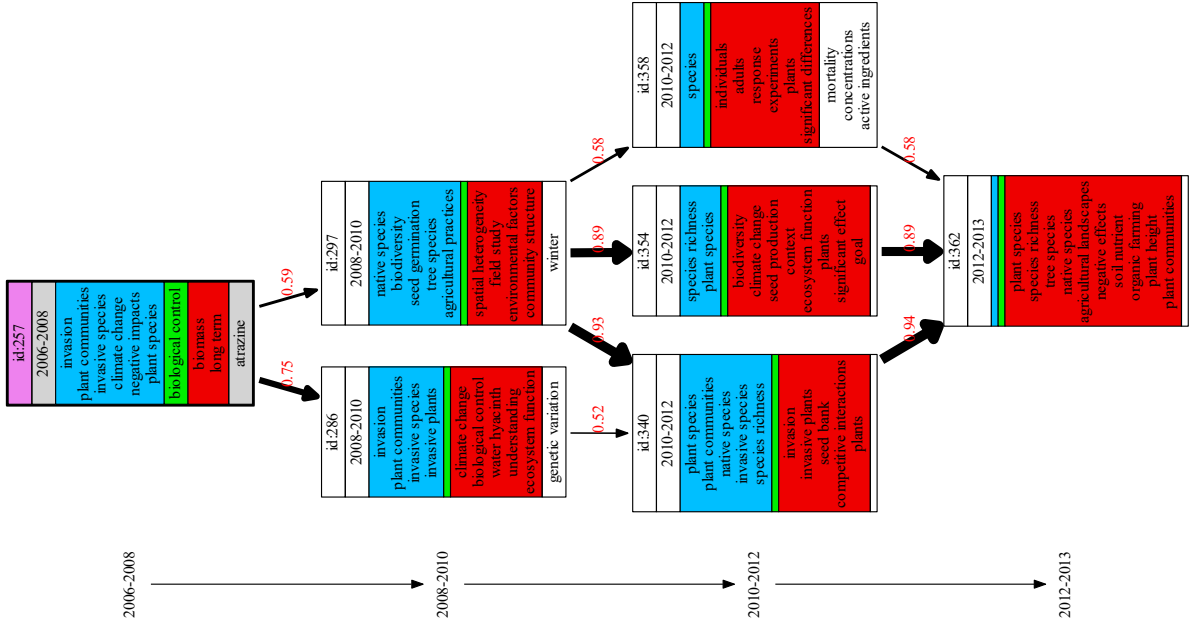 id:257
2006-2008
invasion
plant communities
invasive species
climate change
negative impacts
plant species
biological control
biomass
long term
atrazine
0.75
0.59
id:286
2008-2010
invasion
plant communities
invasive species
invasive plants
climate change
biological control
water hyacinth
understanding
ecosystem function
genetic variation
id:297
2008-2010
native species
biodiversity
seed germination
tree species
agricultural practices
spatial heterogeneity
field study
environmental factors
community structure
winter
0.52
0.93
0.89
0.58
id:340
2010-2012
plant species
plant communities
native species
invasive species
species richness
invasion
invasive plants
seed bank
competitive interactions
plants
id:354
2010-2012
species richness
plant species
biodiversity
climate change
seed production
context
ecosystem function
plants
significant effect
goal
id:358
2010-2012
species
individuals
adults
response
experiments
plants
significant differences
mortality
concentrations
active ingredients
0.94
0.89
0.58
id:362
2012-2013
plant species
species richness
tree species
native species
agricultural landscapes
negative effects
soil nutrient
organic farming
plant height
plant communities
2006-2008
2008-2010
2010-2012
2012-2013